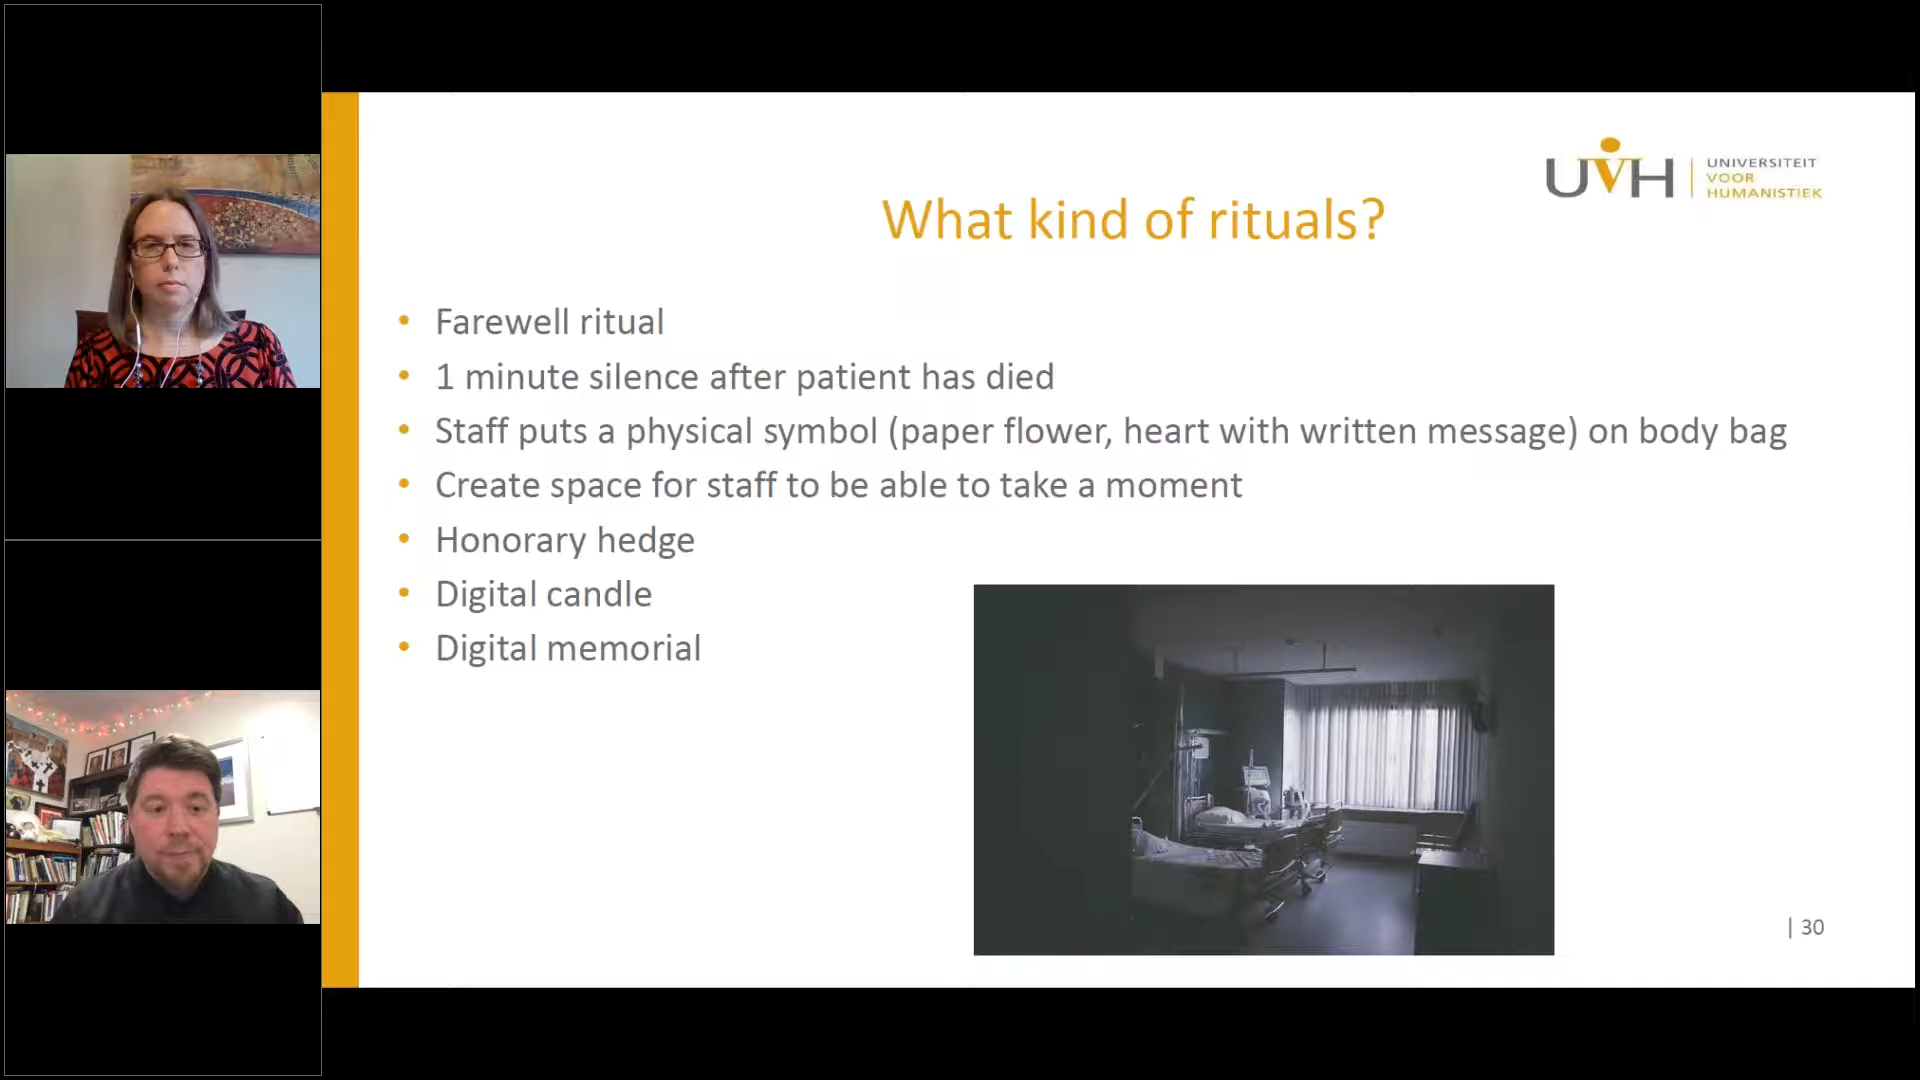 UVH
UNIVERSITEIT
VOOR
HUMANISTIEK
What kind of rituals?
• Farewell ritual
• 1 minute silence after patient has died
• Staff puts a physical symbol (paper flower, heart with written message) on body bag
• Create space for staff to be able to take a moment
• Honorary hedge
• Digital candle
• Digital memorial
| 30